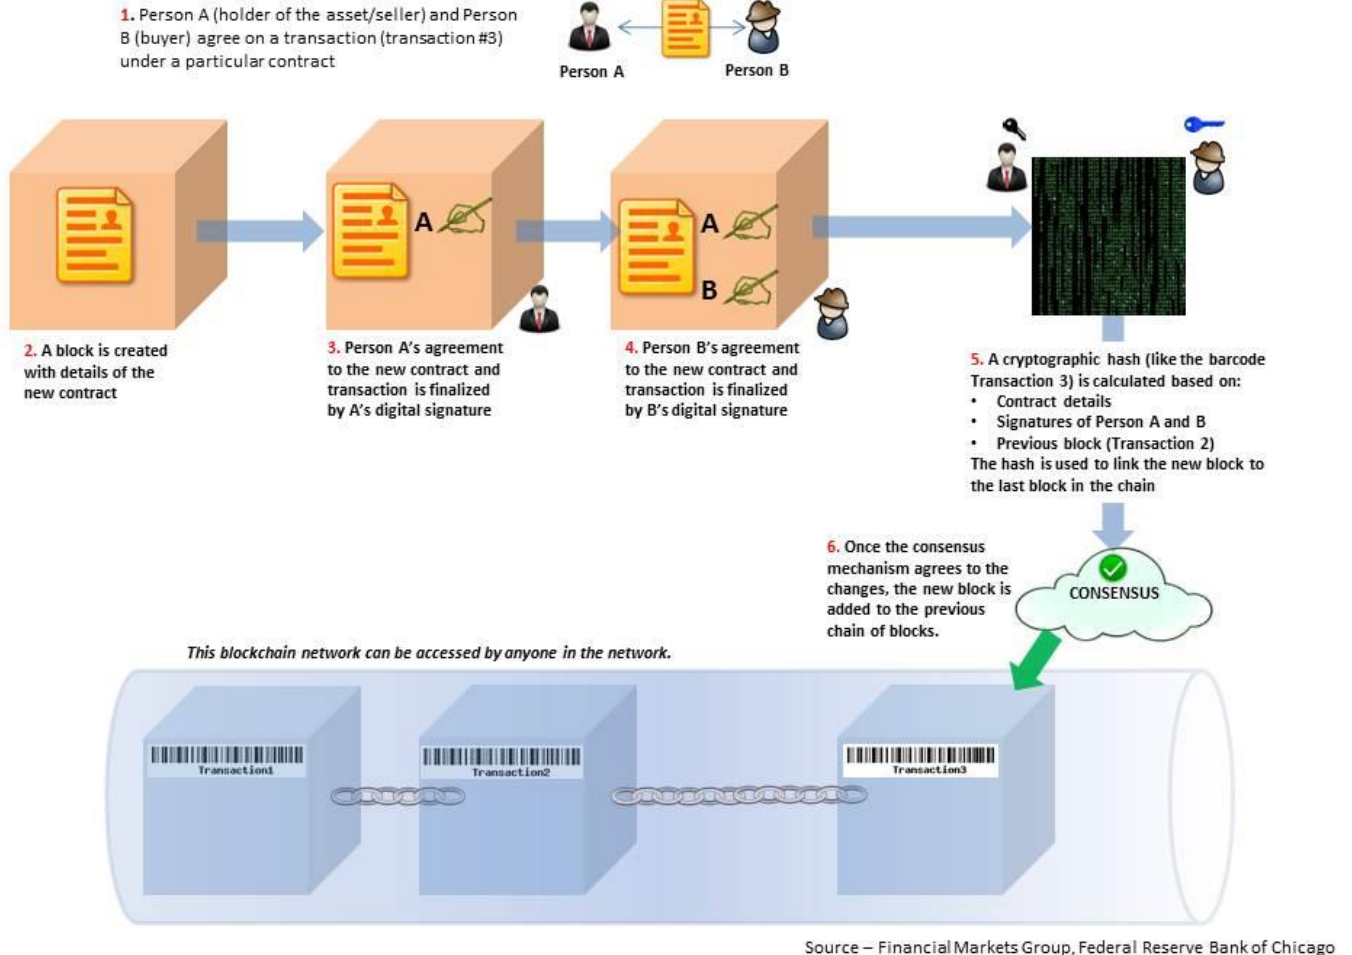 1. Person A (holder of the asset/seller) and Person
B (buyer) agree on a transaction (transaction #3)
under a particular contract
Person A
Person B
A
A
B
2. A block is created
with details of the
new contract
3. Person A's agreement
to the new contract and
transaction is finalized
by A's digital signature
4. Person B's agreement
to the new contract and
transaction is finalized
by B's digital signature
5. A cryptographic hash (like the barcode
Transaction 3) is calculated based on:
• Contract details
• Signatures of Person A and B
• Previous block (Transaction 2)
The hash is used to link the new block to
the last block in the chain
6. Once the consensus
mechanism agrees to the
changes, the new block is
added to the previous
chain of blocks.
CONSENSUS
This blockchain network can be accessed by anyone in the network.
Transaction1
Transaction2
Transaction3
Source – Financial Markets Group, Federal Reserve Bank of Chicago